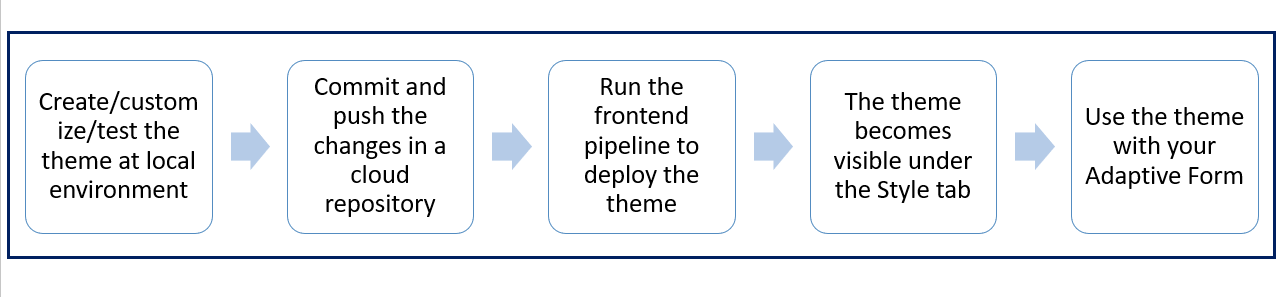 Create/custom
ize/test the
theme at local
environment
Commit and
push the
changes in a
cloud
repository
Run the
frontend
pipeline to
deploy the
theme
The theme
becomes
visible under
the Style tab
Use the theme
with your
Adaptive Form